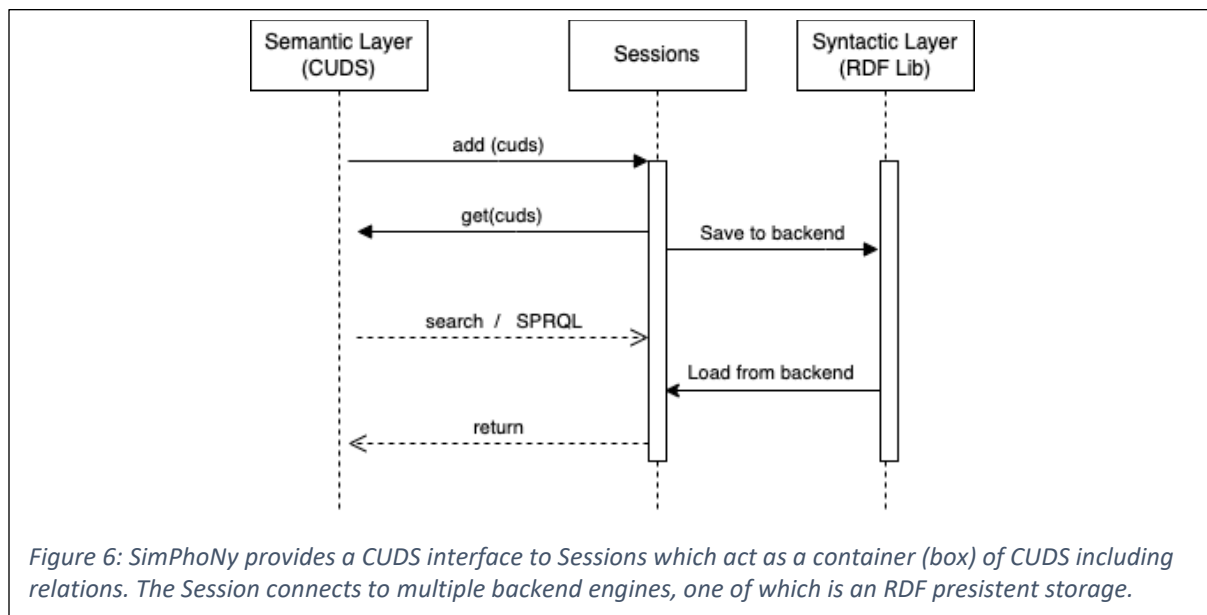 Semantic Layer
(CUDS)
Sessions
Syntactic Layer
(RDF Lib)
add (cuds)
get(cuds)
Save to backend
search / SPRQL
Load from backend
return
Figure 6: SimPhoNy provides a CUDS interface to Sessions which act as a container (box) of CUDS including
relations. The Session connects to multiple backend engines, one of which is an RDF presistent storage.